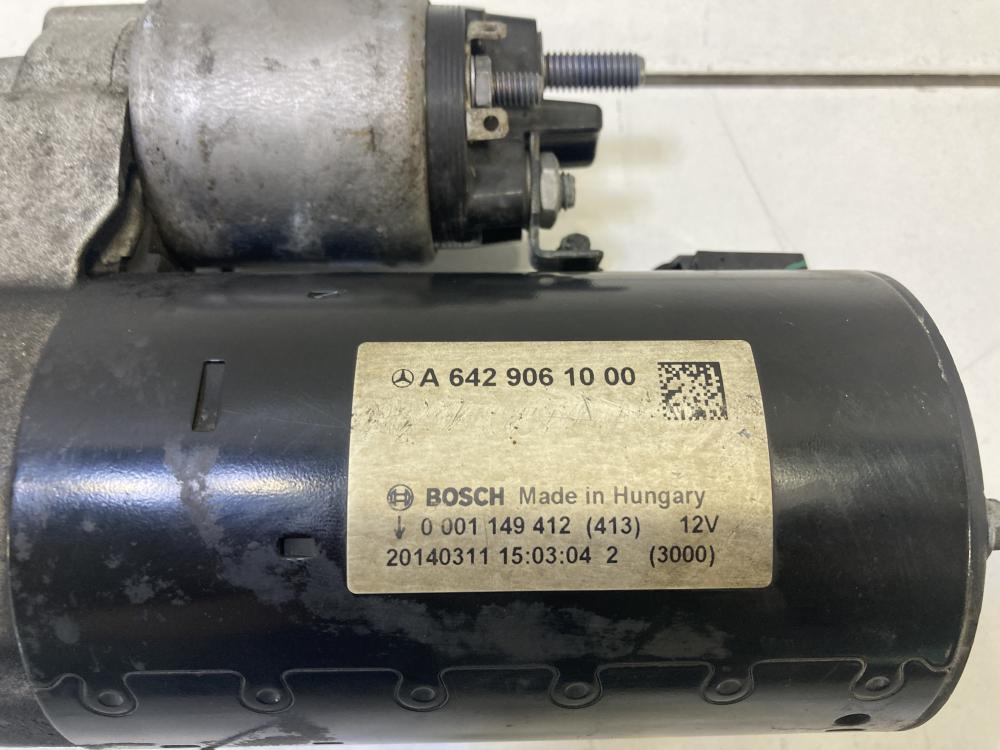 A 642 906 10 00
BOSCH Made in Hungary
↓ 0 001 149 412 (413) 12V
20140311 15:03:04 2 (3000)